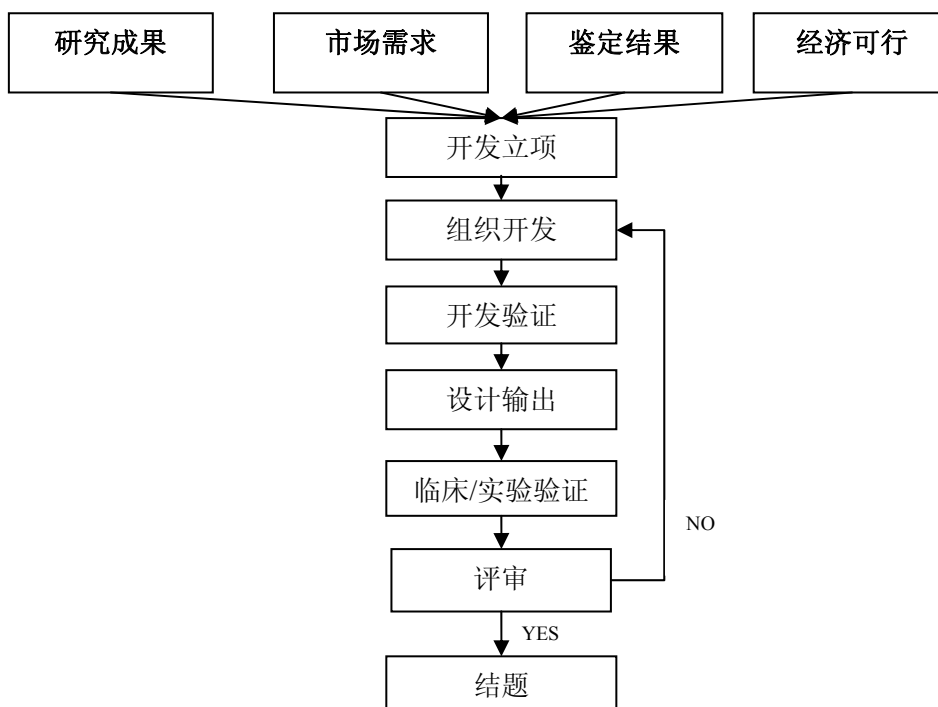 研究成果
市场需求
鉴定结果
经济可行
开发立项
组织开发
开发验证
设计输出
临床/实验验证
NO
评审
YES
结题